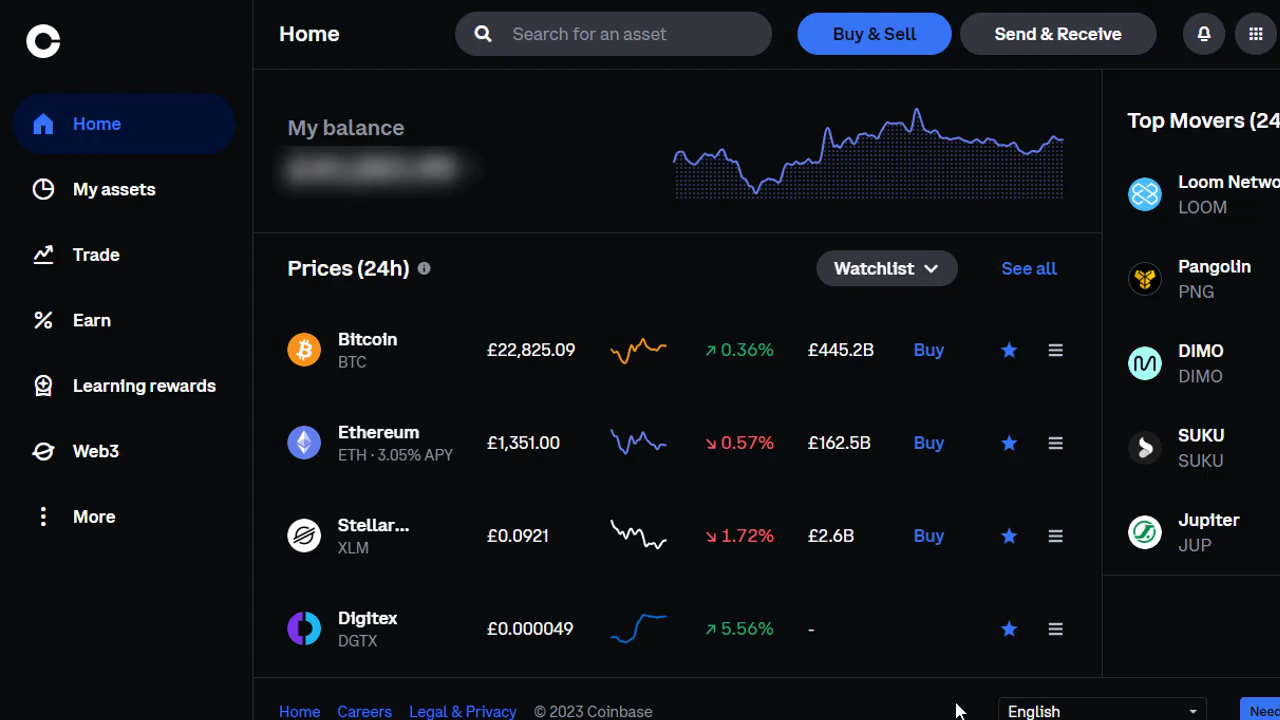 Home
Search for an asset
Buy & Sell
Send & Receive
Home
My assets
Trade
Earn
Learning rewards
Web3
More
My balance
Prices (24h)
Watchlist
See all
Bitcoin
BTC
£22,825.09
0.36%
£445.2B
Buy
Ethereum
ETH · 3.05% APY
£1,351.00
0.57%
£162.5B
Buy
Stellar...
XLM
£0.0921
1.72%
£2.6B
Buy
Digitex
DGTX
£0.000049
5.56%
-
Top Movers (24
Loom Netwo
LOOM
Pangolin
PNG
DIMO
DIMO
SUKU
SUKU
Jupiter
JUP
Home Careers Legal & Privacy © 2023 Coinbase
English
Need